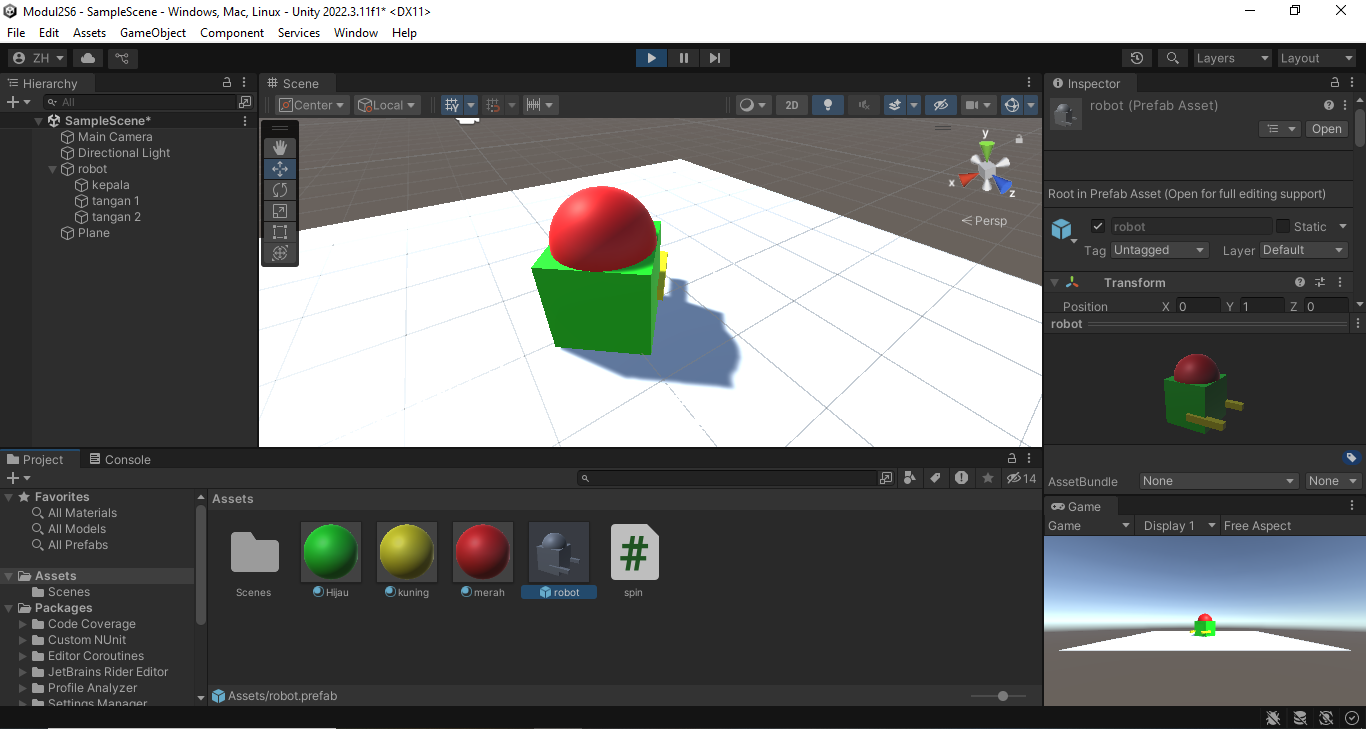 Modul2S6 - SampleScene - Windows, Mac, Linux - Unity 2022.3.11f1* <DX11>
File Edit Assets GameObject Component Services Window Help
ZH
Layers
Layout
Hierarchy
All
SampleScene*
Main Camera
Directional Light
robot
kepala
tangan 1
tangan 2
Plane
Scene
Center
Local
2D
y
x
z
Persp
Inspector
robot (Prefab Asset)
Open
Root in Prefab Asset (Open for full editing support)
robot
Static
Tag Untagged Layer Default
Transform
Position X 0 Y 1 Z 0
robot
AssetBundle None None
Game
Game Display 1 Free Aspect
Project Console
14
Favorites
All Materials
All Models
All Prefabs
Assets
Scenes
Packages
Code Coverage
Custom NUnit
Editor Coroutines
JetBrains Rider Editor
Profile Analyzer
Settings Manager
Assets
Scenes Hijau kuning merah robot spin
#
Assets/robot.prefab